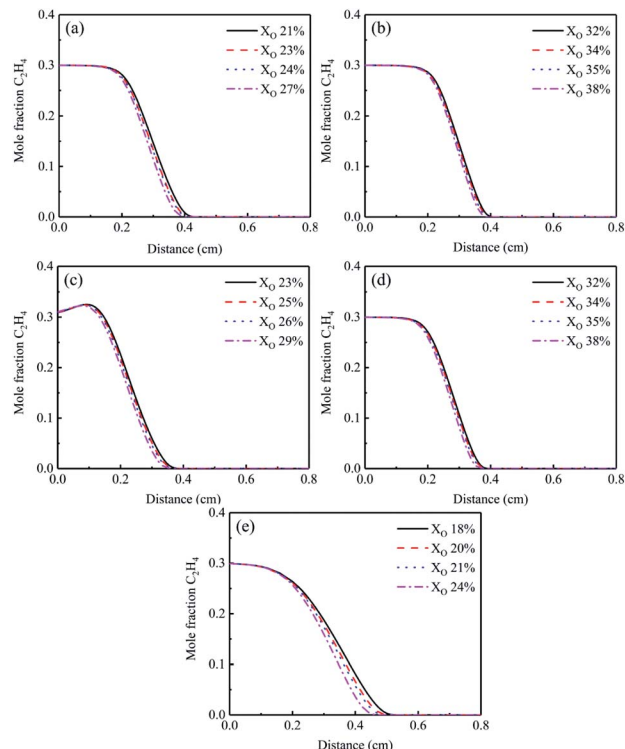 (a)
X_O 21%
X_O 23%
X_O 24%
X_O 27%
Mole fraction C₂H₄
0.4
0.3
0.2
0.1
0.0
0.0 0.2 0.4 0.6 0.8
Distance (cm)
(b)
X_O 32%
X_O 34%
X_O 35%
X_O 38%
Mole fraction C₂H₄
0.4
0.3
0.2
0.1
0.0
0.0 0.2 0.4 0.6 0.8
Distance (cm)
(c)
X_O 23%
X_O 25%
X_O 26%
X_O 29%
Mole fraction C₂H₄
0.4
0.3
0.2
0.1
0.0
0.0 0.2 0.4 0.6 0.8
Distance (cm)
(d)
X_O 32%
X_O 34%
X_O 35%
X_O 38%
Mole fraction C₂H₄
0.4
0.3
0.2
0.1
0.0
0.0 0.2 0.4 0.6 0.8
Distance (cm)
(e)
X_O 18%
X_O 20%
X_O 21%
X_O 24%
Mole fraction C₂H₄
0.4
0.3
0.2
0.1
0.0
0.0 0.2 0.4 0.6 0.8
Distance (cm)